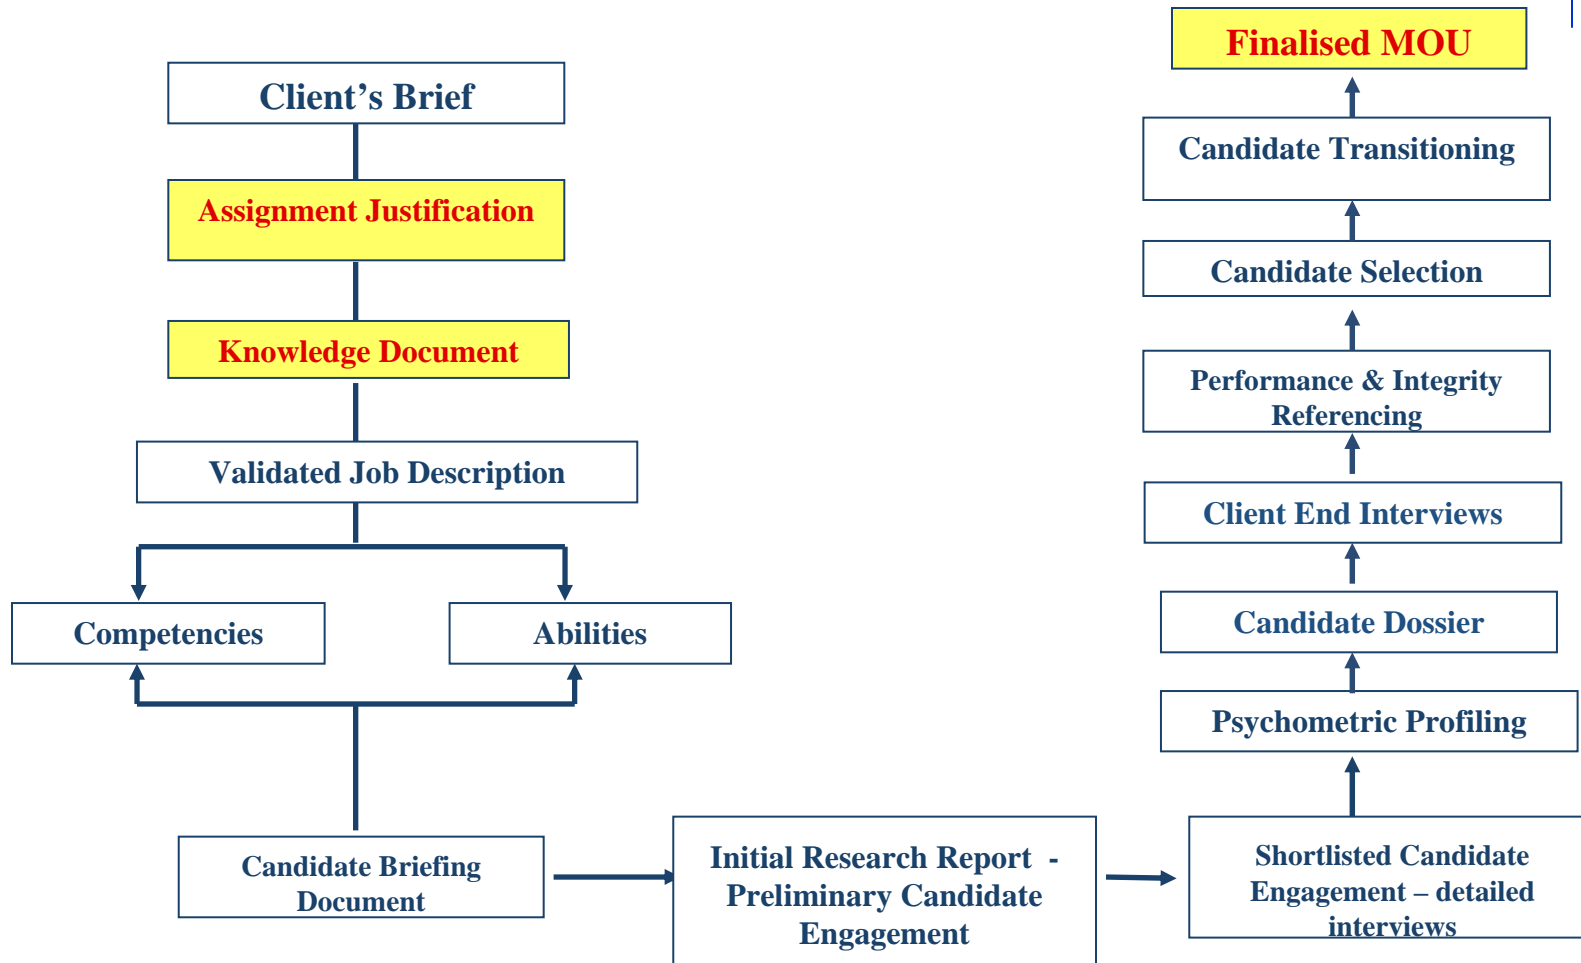 Client’s Brief
Assignment Justification
Knowledge Document
Validated Job Description
Competencies
Abilities
Candidate Briefing
Document
Initial Research Report -
Preliminary Candidate
Engagement
Shortlisted Candidate
Engagement – detailed
interviews
Psychometric Profiling
Candidate Dossier
Client End Interviews
Performance & Integrity
Referencing
Candidate Selection
Candidate Transitioning
Finalised MOU